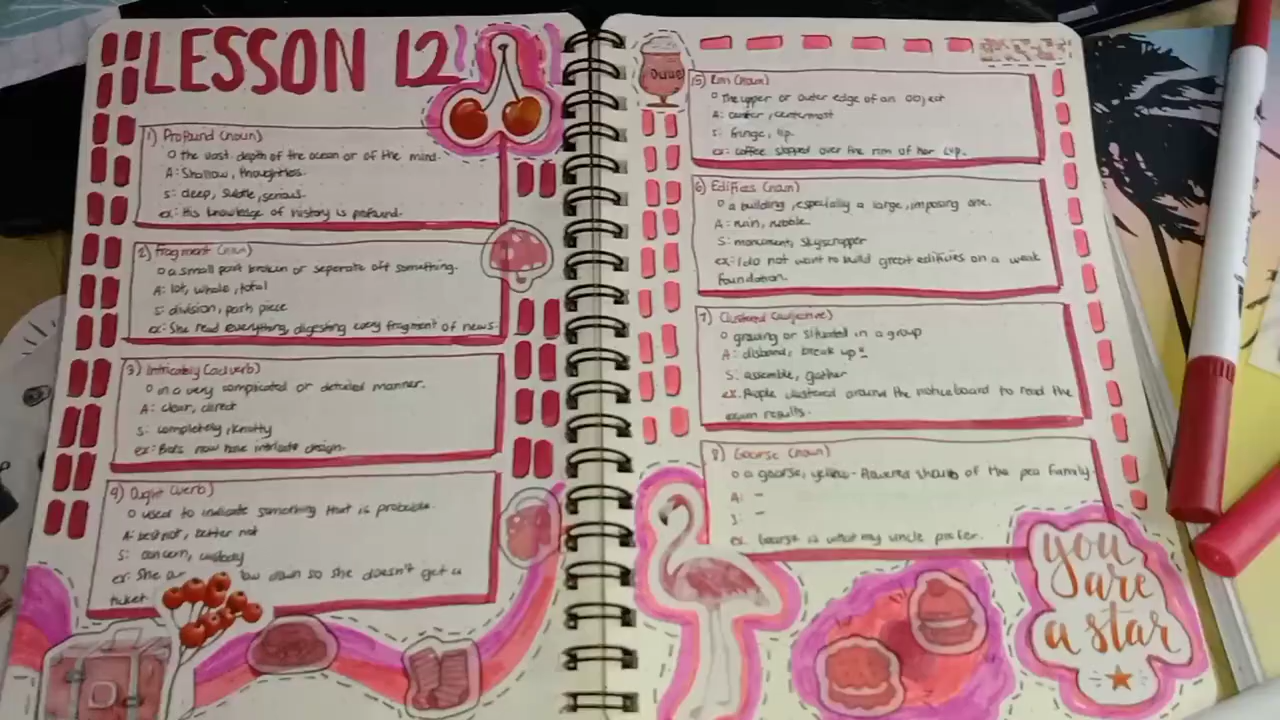 LESSON 12
1) Profound (noun)
o the vast depth of the ocean or of the mind.
A: Shallow, thoughtless.
S: deep, subtle, serious.
ex: His knowledge of history is profound.
2) Fragment (noun)
o a small part broken or seperate off something.
A: lot, whole, total
S: division, part, piece
ex: She read everything, digesting every fragment of news.
3) Intricately (adverb)
o in a very complicated or detailed manner.
A: clear, direct
S: completely, knotty
ex: Bats now have intricate design.
4) Ought (verb)
o used to indicate something that is probable.
A: best not, better not
S: concern, custody
ex: She down so she doesn't get a
ticket
5) Rim (noun)
o The upper or outer edge of an object
A: center, centermost
S: fringe, lip.
ex: coffee slopped over the rim of her cup.
6) Edifices (noun)
o a building, especially a large, imposing one.
A: ruin, rubble.
S: monument, skyscrapper
ex: I do not want to build great edifices on a weak
foundation.
7) Clustered (adjective)
o growing or situated in a group
A: disband, break up
S: assemble, gather
ex: People clustered around the noticeboard to read the
exam results.
8) Goarse (noun)
o a goarse, yellow-flowered shrub of the pea family.
A: -
S: -
ex. Goarse is what my uncle prefer.
you
are
a star